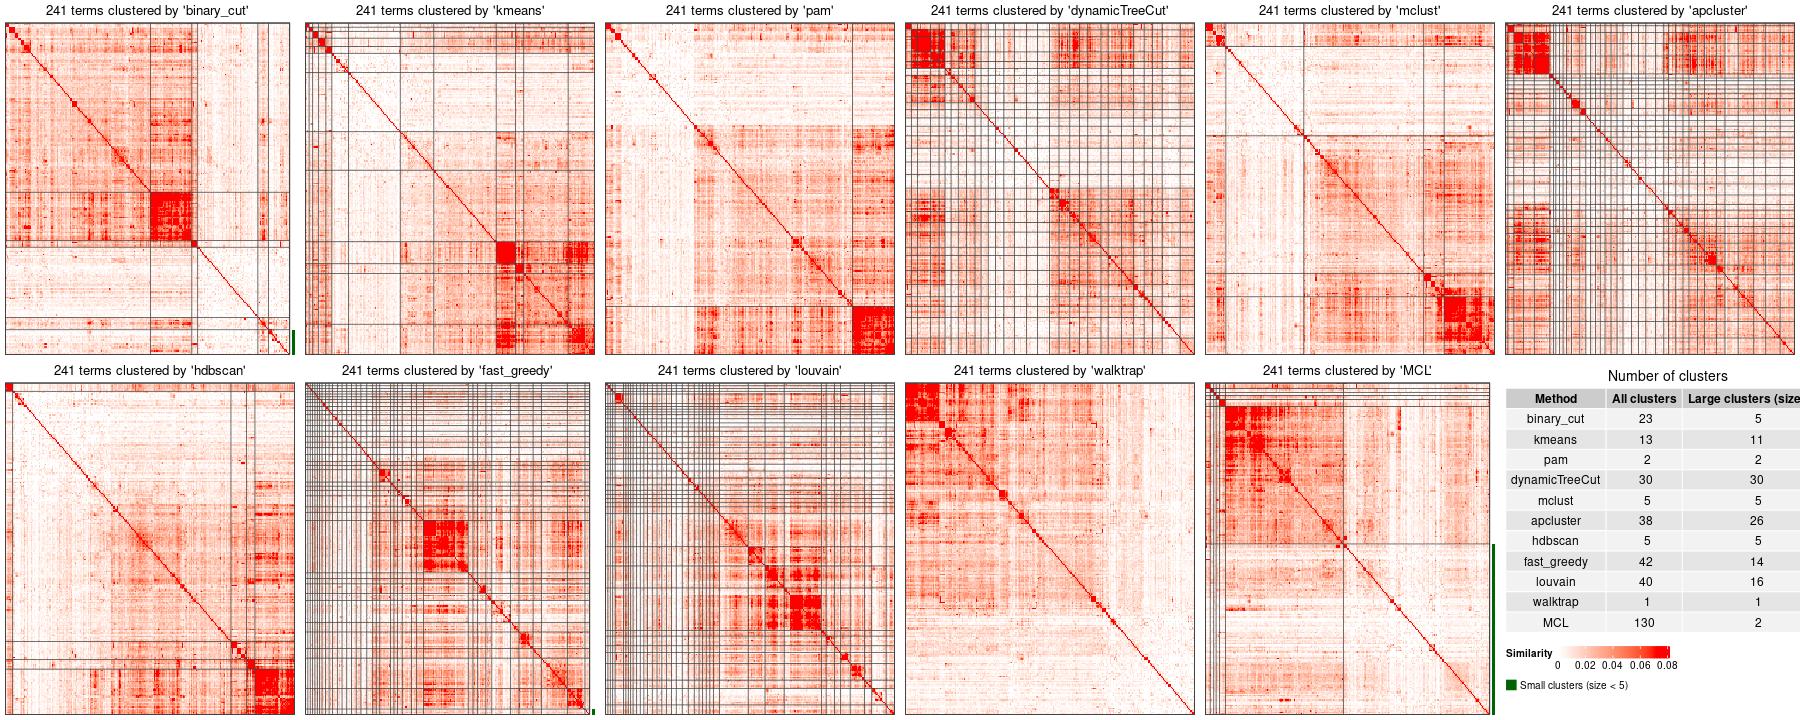 241 terms clustered by 'binary_cut'
241 terms clustered by 'kmeans'
241 terms clustered by 'pam'
241 terms clustered by 'dynamicTreeCut'
241 terms clustered by 'mclust'
241 terms clustered by 'apcluster'
241 terms clustered by 'hdbscan'
241 terms clustered by 'fast_greedy'
241 terms clustered by 'louvain'
241 terms clustered by 'walktrap'
241 terms clustered by 'MCL'
Number of clusters
Method All clusters Large clusters (size
binary_cut 23 5
kmeans 13 11
pam 2 2
dynamicTreeCut 30 30
mclust 5 5
apcluster 38 26
hdbscan 5 5
fast_greedy 42 14
louvain 40 16
walktrap 1 1
MCL 130 2
Similarity
0 0.02 0.04 0.06 0.08
Small clusters (size < 5)